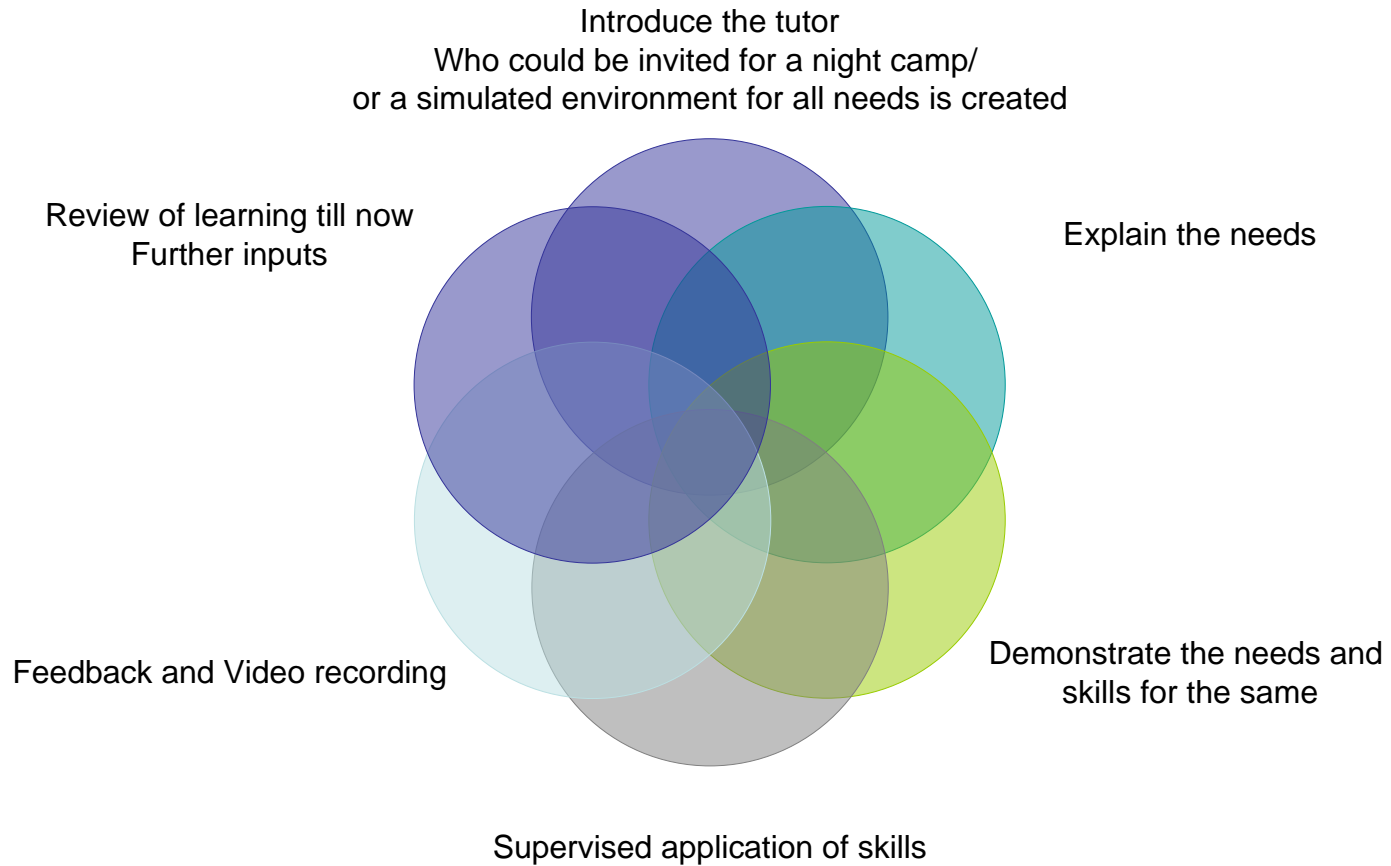 Introduce the tutor
Who could be invited for a night camp/
or a simulated environment for all needs is created
Explain the needs
Demonstrate the needs and
skills for the same
Supervised application of skills
Feedback and Video recording
Review of learning till now
Further inputs